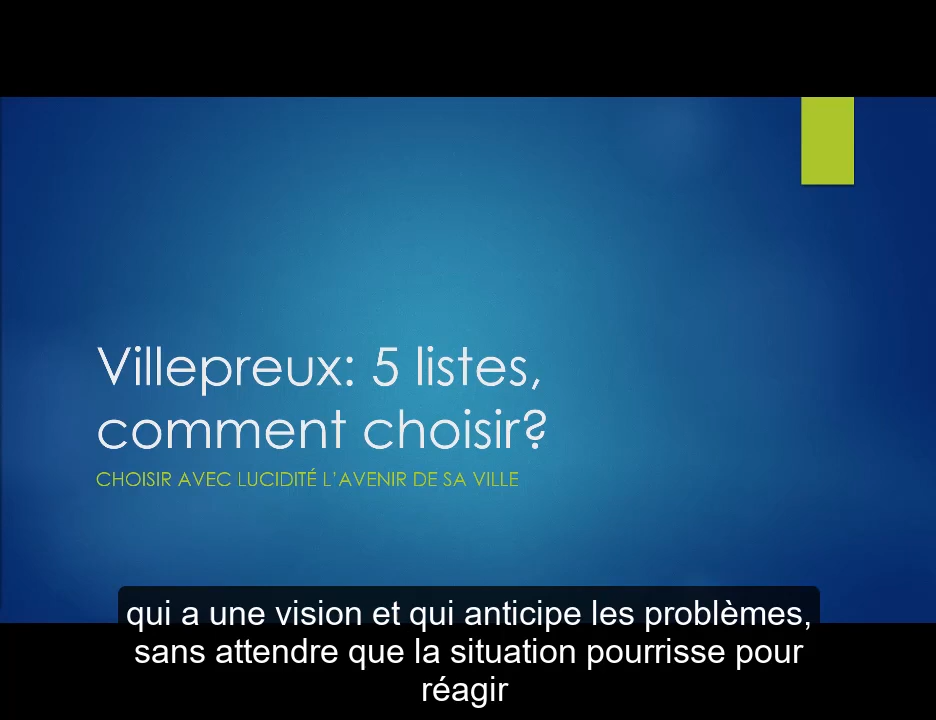 Villepreux: 5 listes,
comment choisir?
CHOISIR AVEC LUCIDITÉ L’AVENIR DE SA VILLE
qui a une vision et qui anticipe les problèmes,
sans attendre que la situation pourrisse pour
réagir